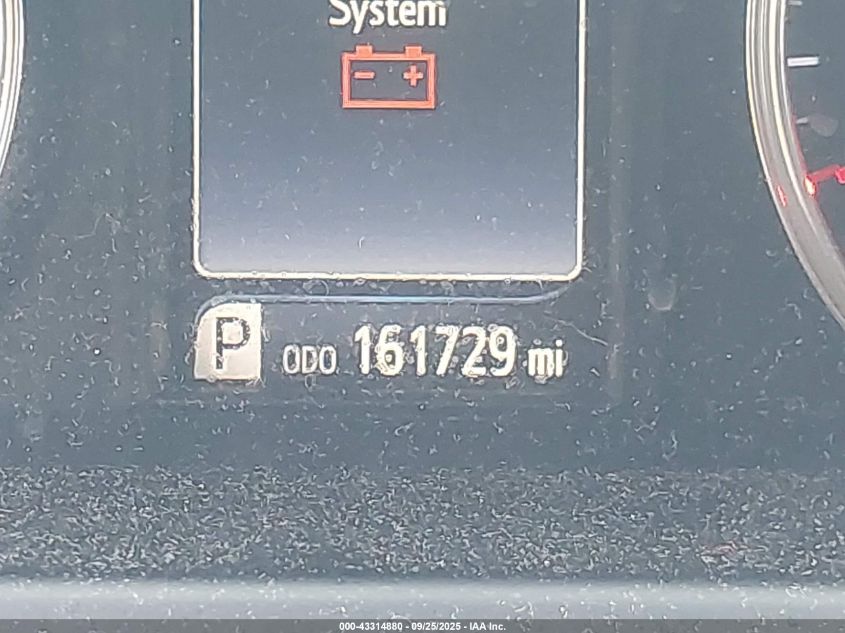 System
P ODO 161729 mi
000-43314880 - 09/25/2025 - IAA Inc.